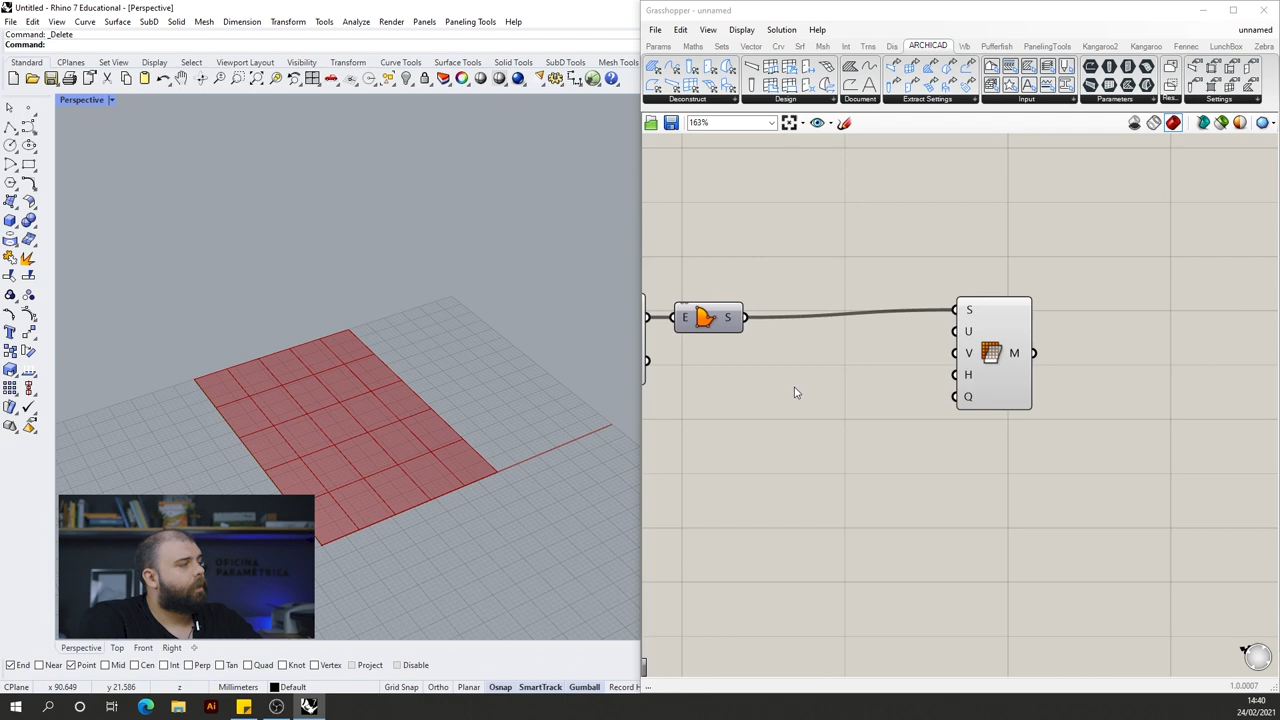 Untitled - Rhino 7 Educational - [Perspective]
Grasshopper - unnamed
File Edit View Curve Surface SubD Solid Mesh Dimension Transform Tools Analyze Render Panels Paneling Tools Help
File Edit View Display Solution Help
unnamed
Command: _Delete
Command:
Params Maths Sets Vector Crv Srf Msh Int Trns Dis ARCHICAD Wb Pufferfish PanelingTools Kangaroo2 Kangaroo Fennec LunchBox Zebra
Standard CPlanes Set View Display Select Viewport Layout Visibility Transform Curve Tools Surface Tools Solid Tools SubD Tools Mesh Tools
Deconstruct Design Document Extract Settings Input Parameters Res... Settings
Perspective
163%
E S
S
U
V M
H
Q
OFICINA
PARAMÉTRICA
Perspective Top Front Right
End Near Point Mid Cen Int Perp Tan Quad Knot Vertex Project Disable
CPlane x 90.649 y 21.586 z Millimeters Default Grid Snap Ortho Planar Osnap SmartTrack Gumball Record H
... 1.0.0007
Ai
14:40
24/02/2021